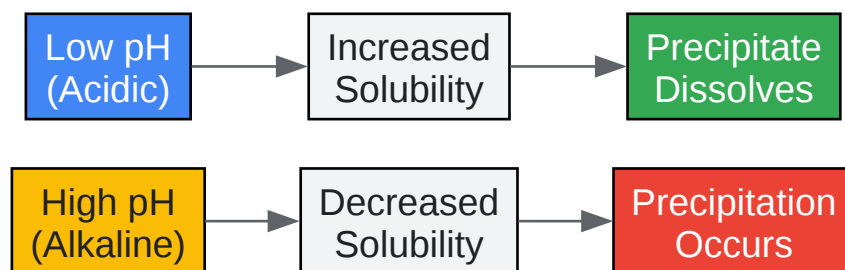 Low pH
(Acidic)
Increased
Solubility
Precipitate
Dissolves
High pH
(Alkaline)
Decreased
Solubility
Precipitation
Occurs